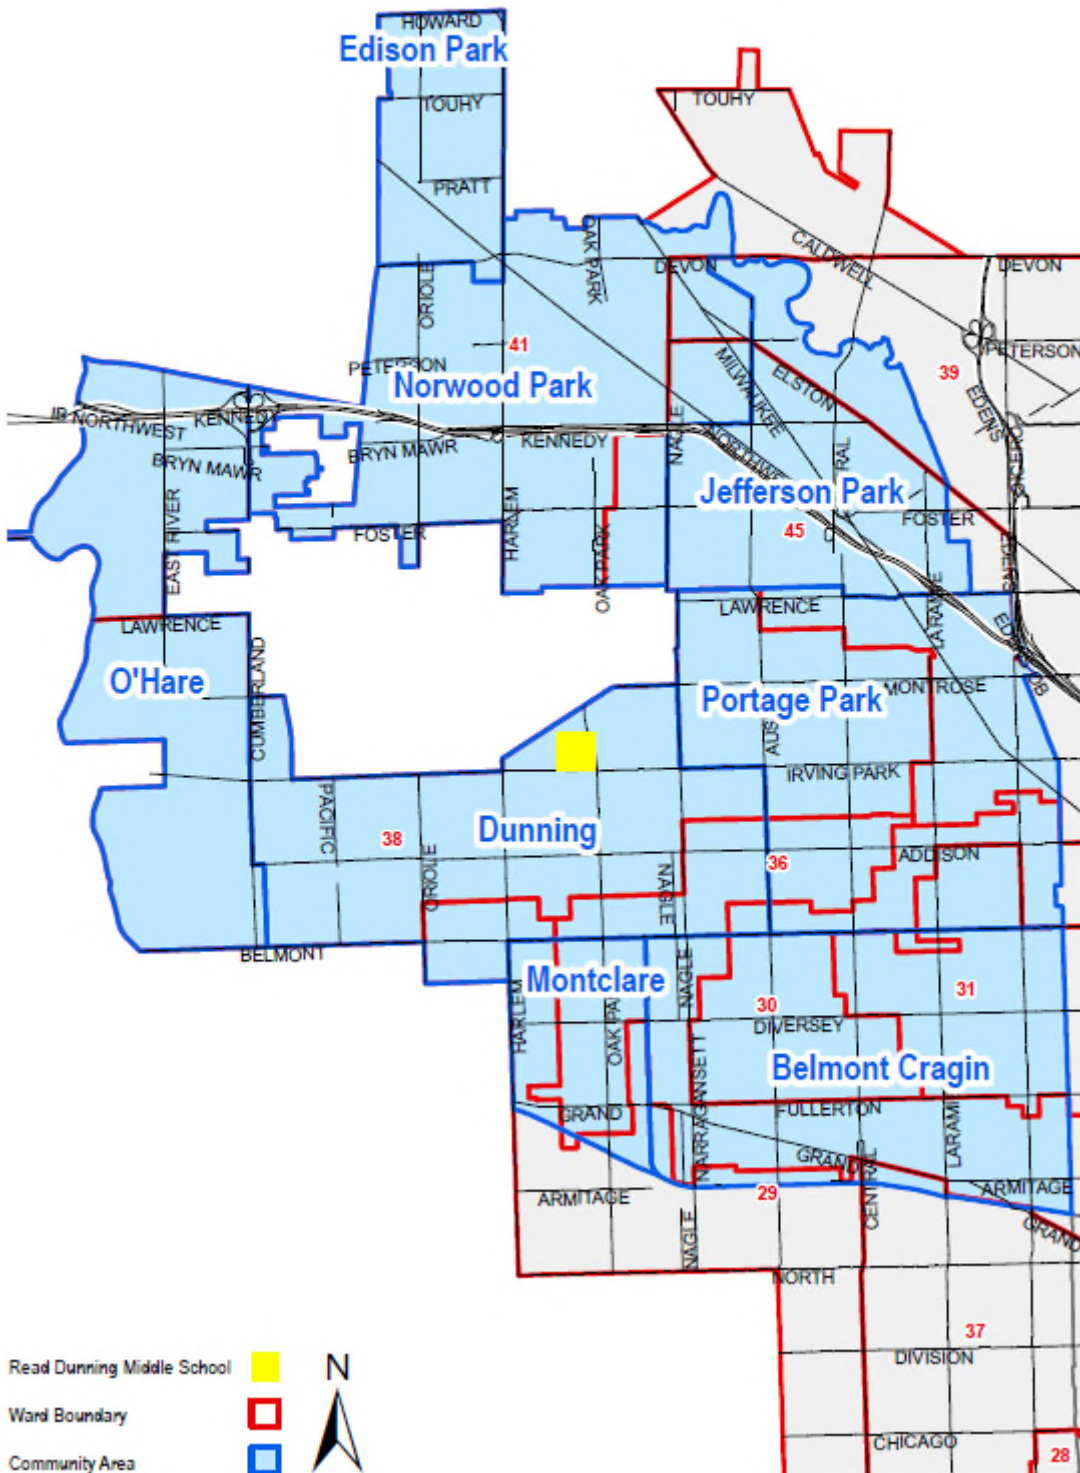 HOWARD
Edison Park
TOUHY
TOUHY
PRATT
OAK PARK
CALDWELL
DEVON
DEVON
ORIOLE
41
PETERSON
PETERSON
MILWAUKEE
ELSTON
39
Norwood Park
EDENS
KENNEDY
NORTHWEST
KENNEDY
NAGLE
BRYN MAWR
BRYN MAWR
Jefferson Park
EAST RIVER
FOSTER
HARLEM
45
FOSTER
OAK PARK
EDENS
LARAMIE
LAWRENCE
LAWRENCE
O'Hare
CUMBERLAND
Portage Park
MONTROSE
AUS
IRVING PARK
PACIFIC
38
Dunning
ORIOLE
36
ADDISON
NAGLE
BELMONT
Montclare
HARLEM
NAGLE
30
31
OAK PA
DIVERSEY
Belmont Cragin
NARRAGANSETT
GRAND
FULLERTON
LARAMI
GRAND
CENTRAL
ARMITAGE
29
ARMITAGE
NAGLE
GRAND
NORTH
37
DIVISION
CHICAGO
28
Read Dunning Middle School
N
Ward Boundary
Community Area